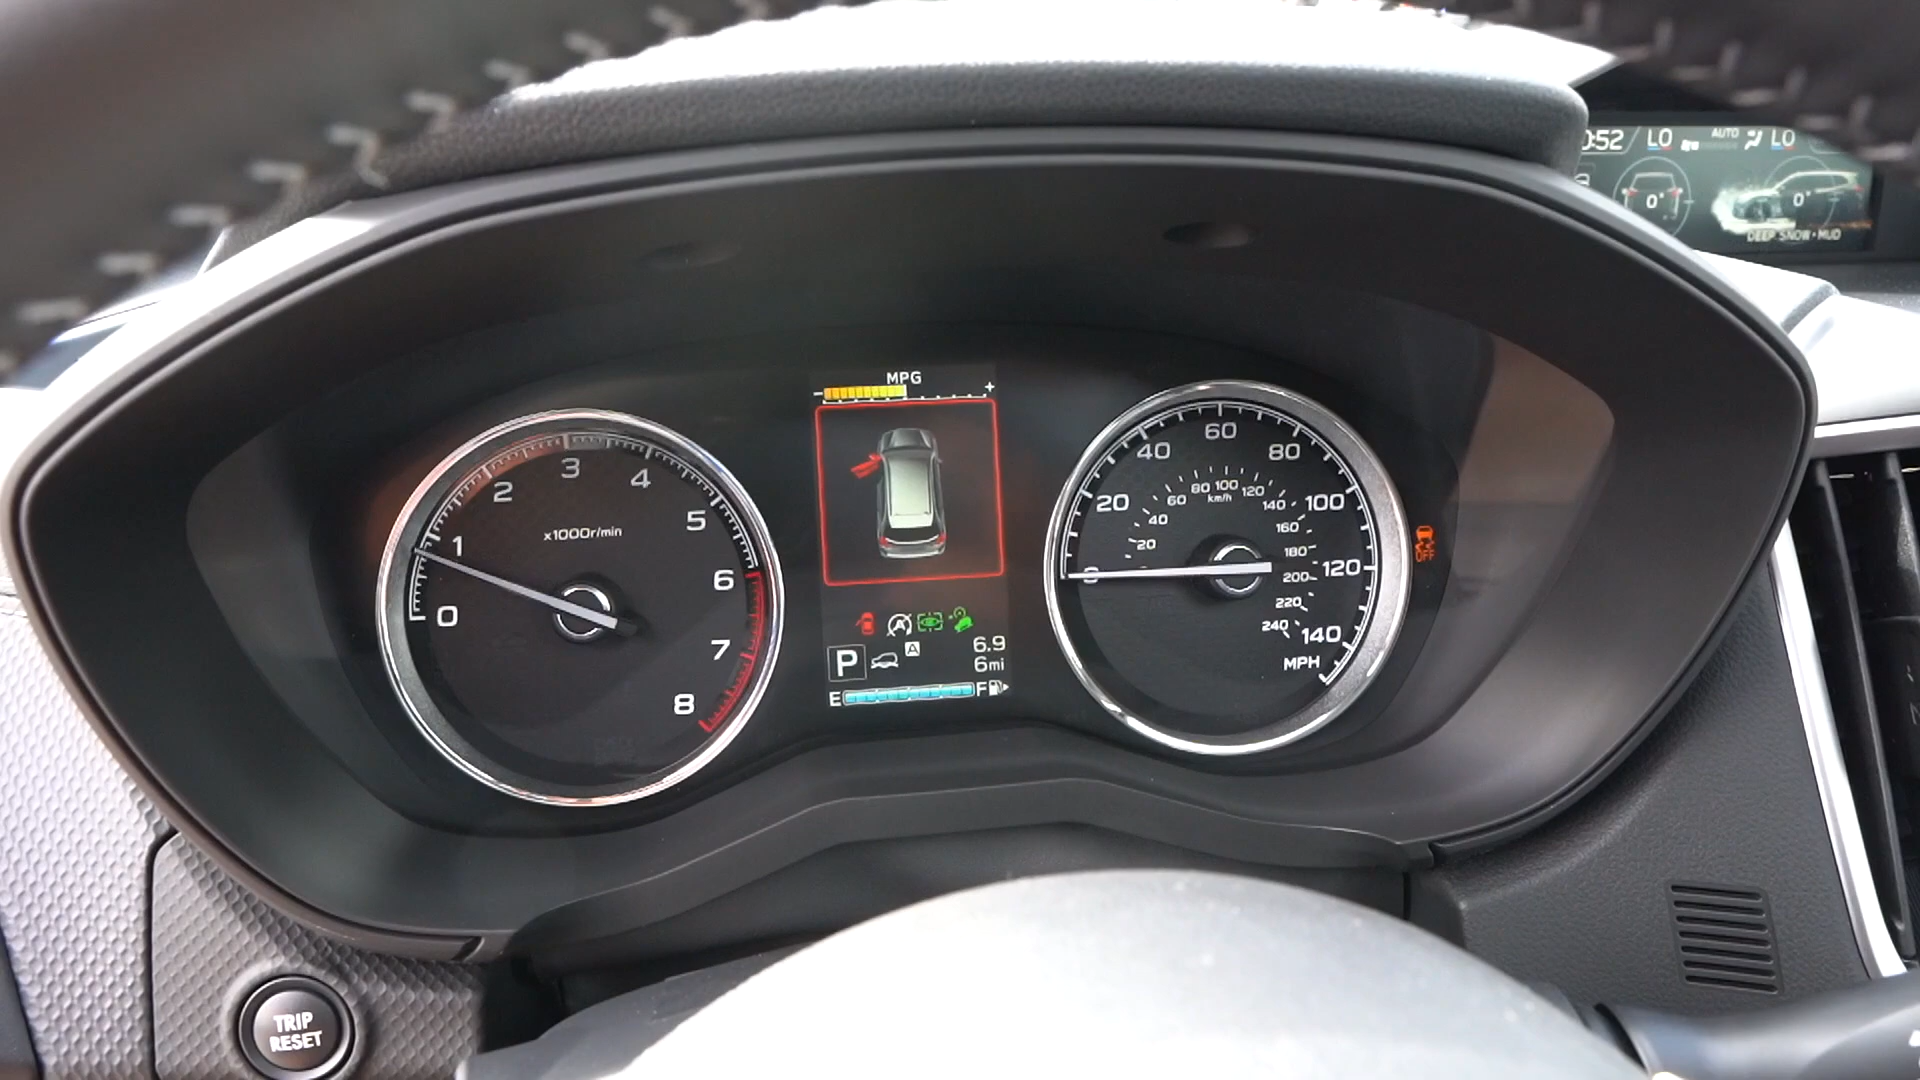 :52 LO AUTO LO
0° 0°
DEEP SNOW • MUD
MPG
- +
0 1 2 3 4 5 6 7 8
x1000r/min
20 40 60 80 100 120 140
MPH
20 40 60 80 100 120 140 160 180 200 220 240
km/h
OFF
A
A
P
6.9
6mi
E F
TRIP
RESET